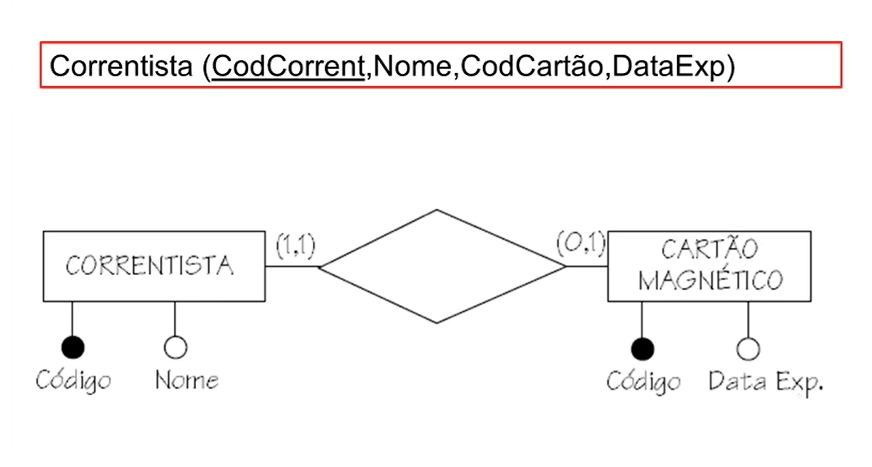 Correntista (CodCorrent,Nome,CodCartão,DataExp)
(1,1)
(0,1)
CORRENTISTA
CARTÃO
MAGNÉTICO
Código
Nome
Código
Data Exp.